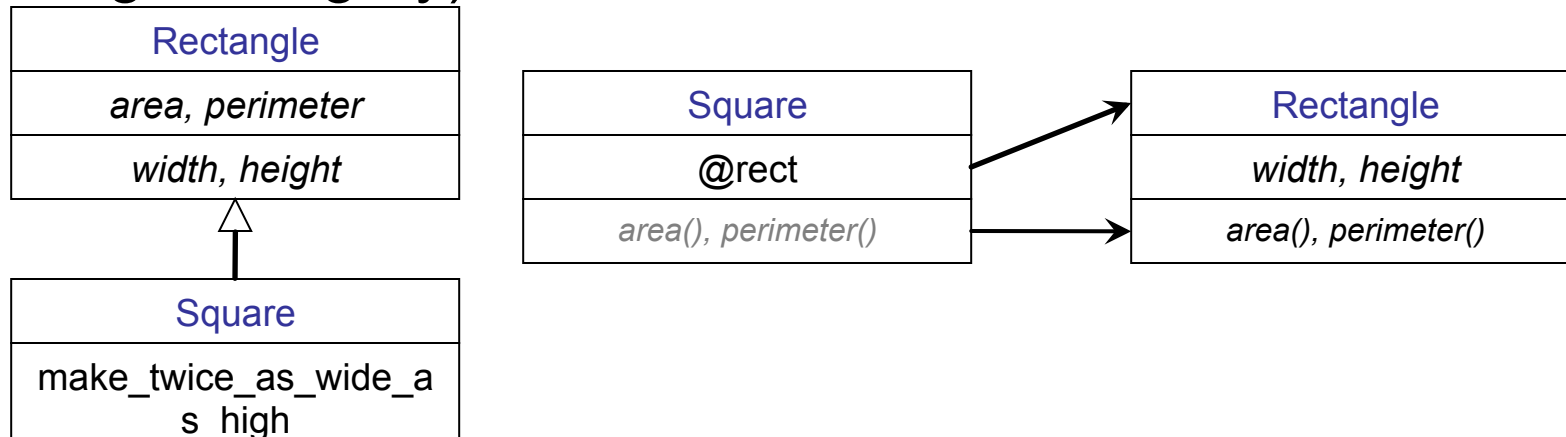 Rectangle
area, perimeter
width, height
Square
make_twice_as_wide_a
s_high
Square
@rect
area(), perimeter()
Rectangle
width, height
area(), perimeter()